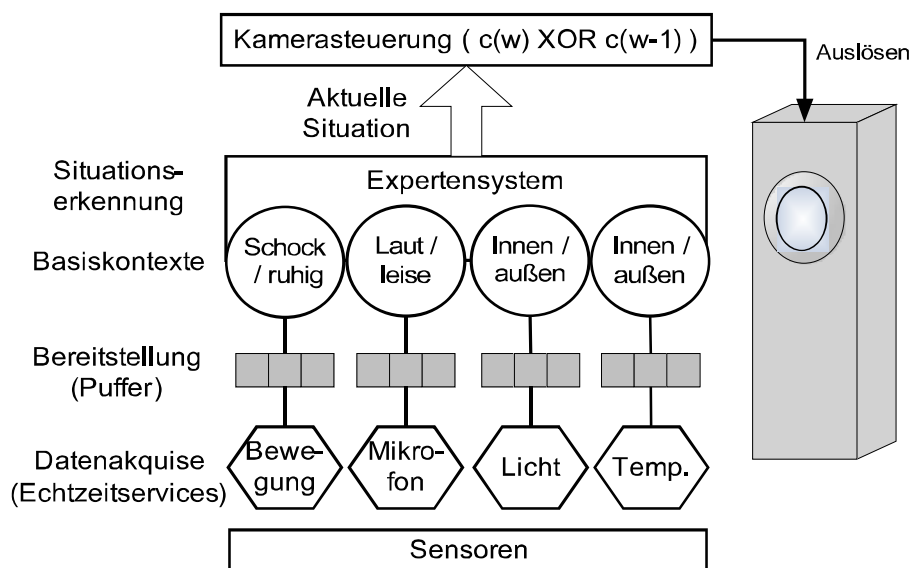 Kamerasteuerung ( c(w) XOR c(w-1) )
Auslösen
Aktuelle
Situation
Situations-
erkennung
Expertensystem
Basiskontexte
Schock
/ ruhig
Laut /
leise
Innen /
außen
Innen /
außen
Bereitstellung
(Puffer)
Datenakquise
(Echtzeitservices)
Bewe-
gung
Mikro-
fon
Licht
Temp.
Sensoren